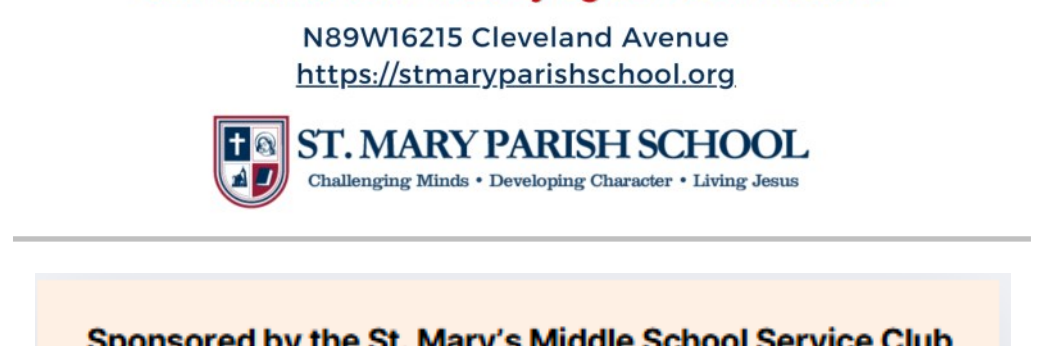 N89W16215 Cleveland Avenue
https://stmaryparishschool.org
ST. MARY PARISH SCHOOL
Challenging Minds • Developing Character • Living Jesus
Sponsored by the St. Mary's Middle School Service Club